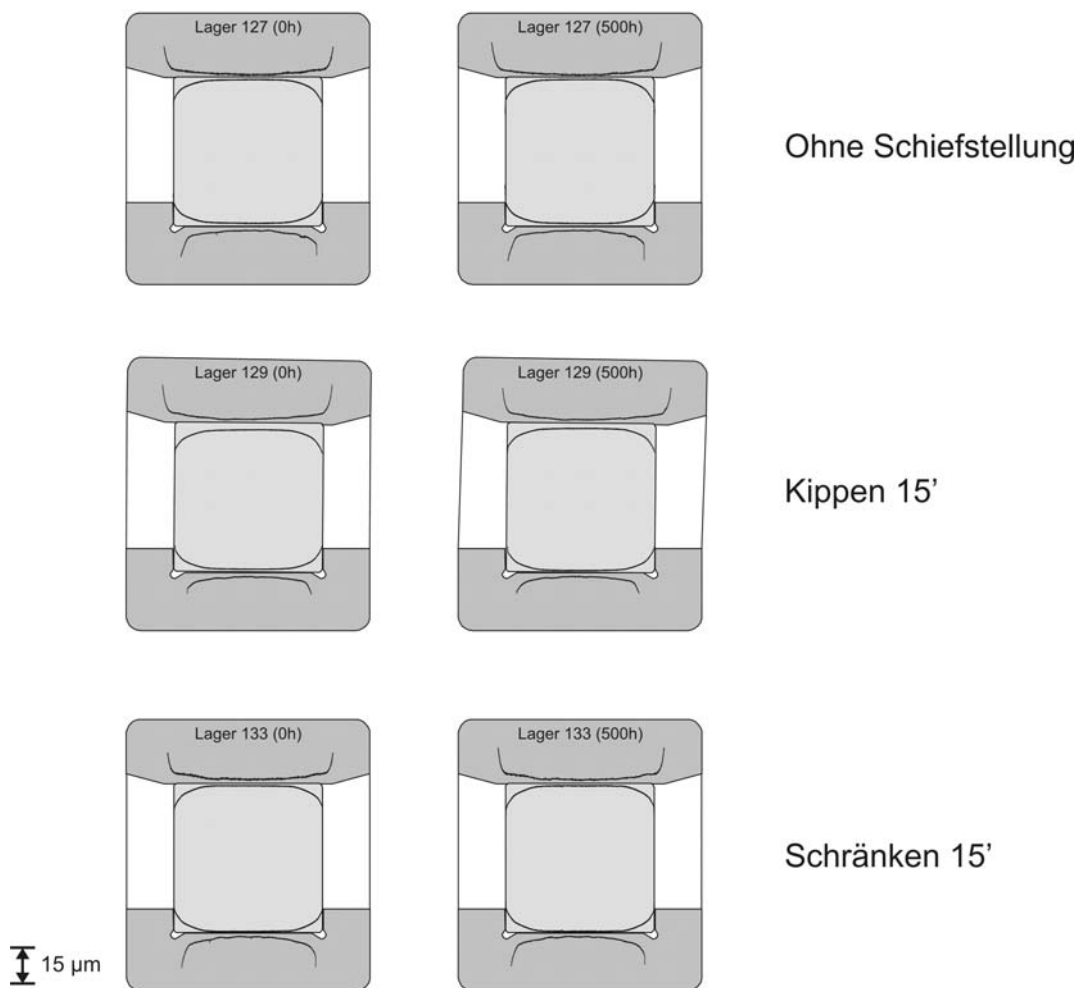 Lager 127 (0h)
Lager 127 (500h)
Ohne Schiefstellung
Lager 129 (0h)
Lager 129 (500h)
Kippen 15’
Lager 133 (0h)
Lager 133 (500h)
Schränken 15’
15 µm